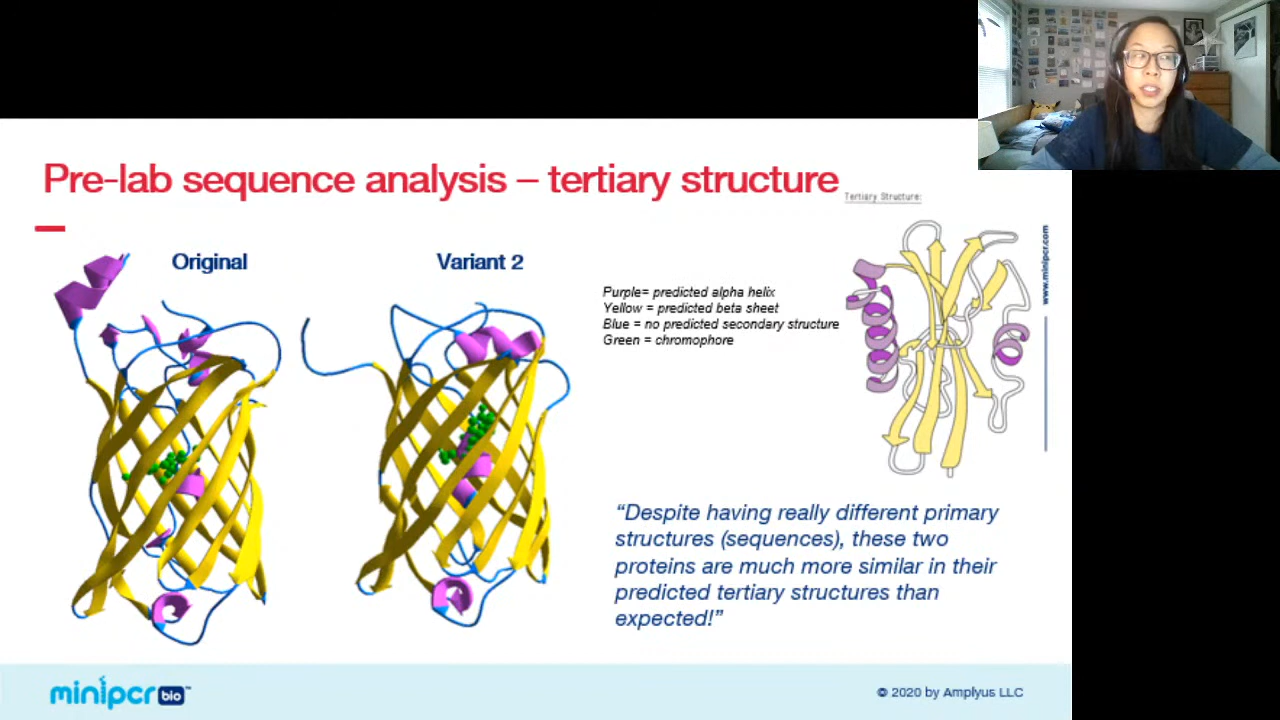 Pre-lab sequence analysis – tertiary structure
Tertiary Structure:
Original
Variant 2
Purple= predicted alpha helix
Yellow = predicted beta sheet
Blue = no predicted secondary structure
Green = chromophore
www.minipcr.com
“Despite having really different primary
structures (sequences), these two
proteins are much more similar in their
predicted tertiary structures than
expected!”
minipcr bio™
© 2020 by Amplyus LLC